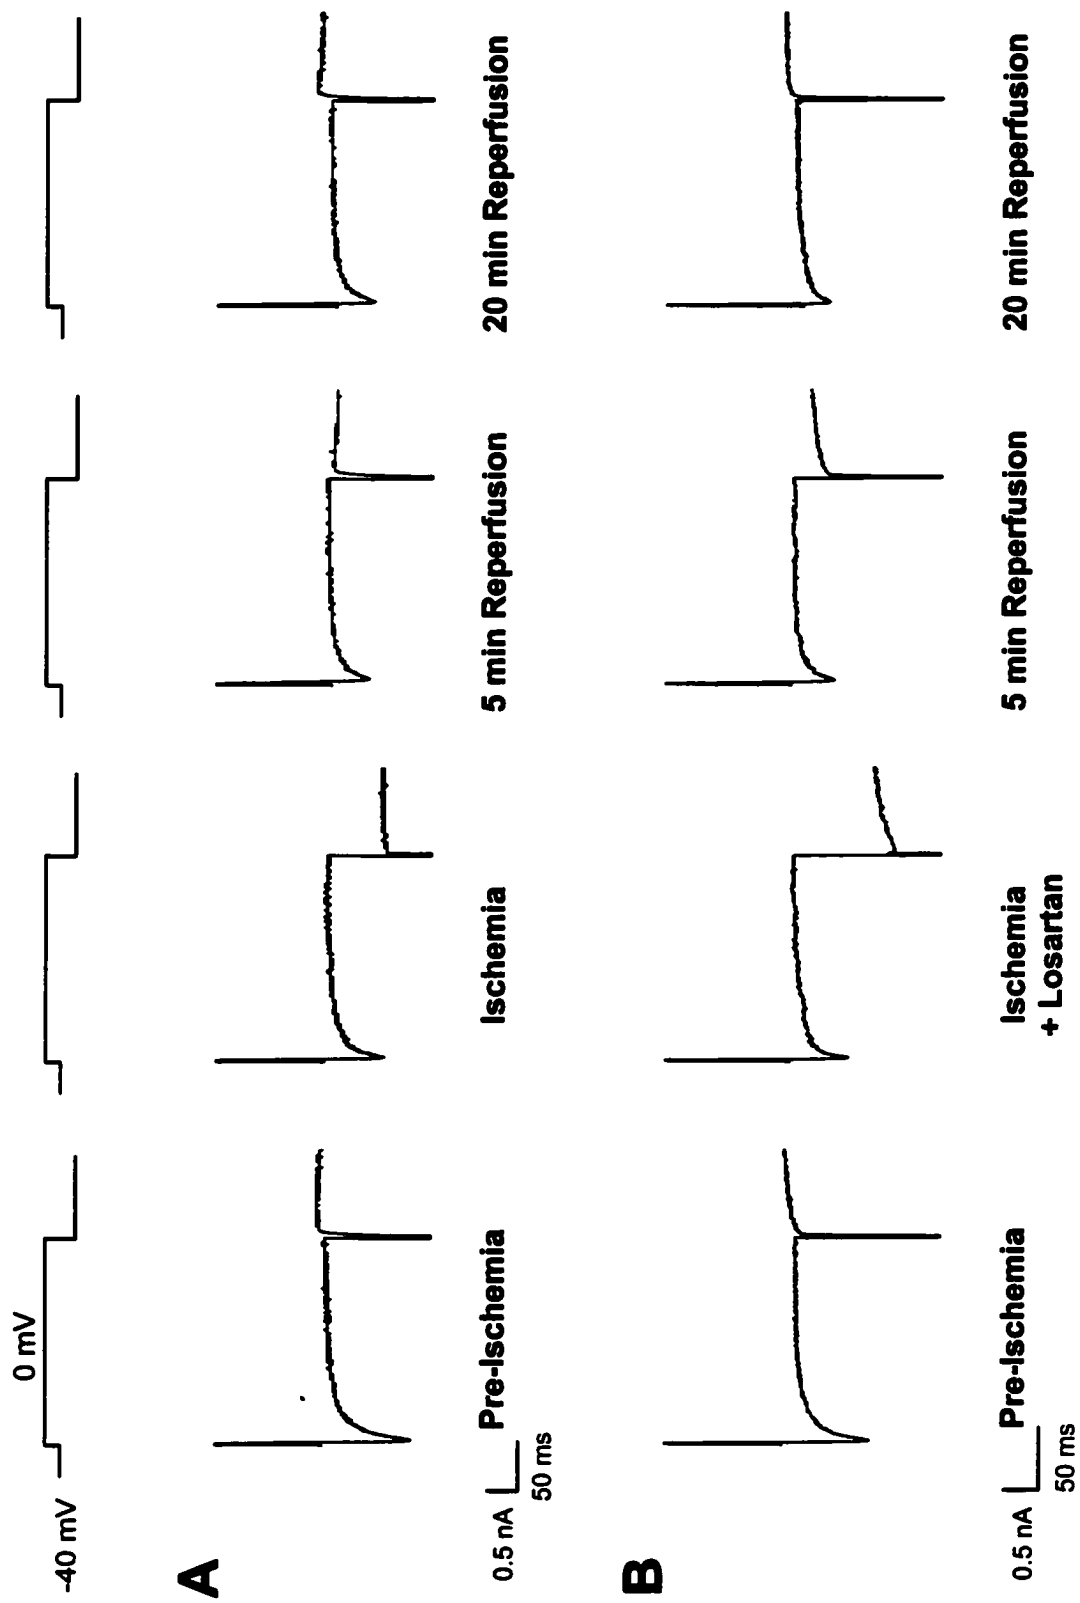 0 mV
-40 mV
A
Pre-Ischemia
Ischemia
5 min Reperfusion
20 min Reperfusion
0.5 nA
50 ms
B
Pre-Ischemia
Ischemia
+ Losartan
5 min Reperfusion
20 min Reperfusion
0.5 nA
50 ms